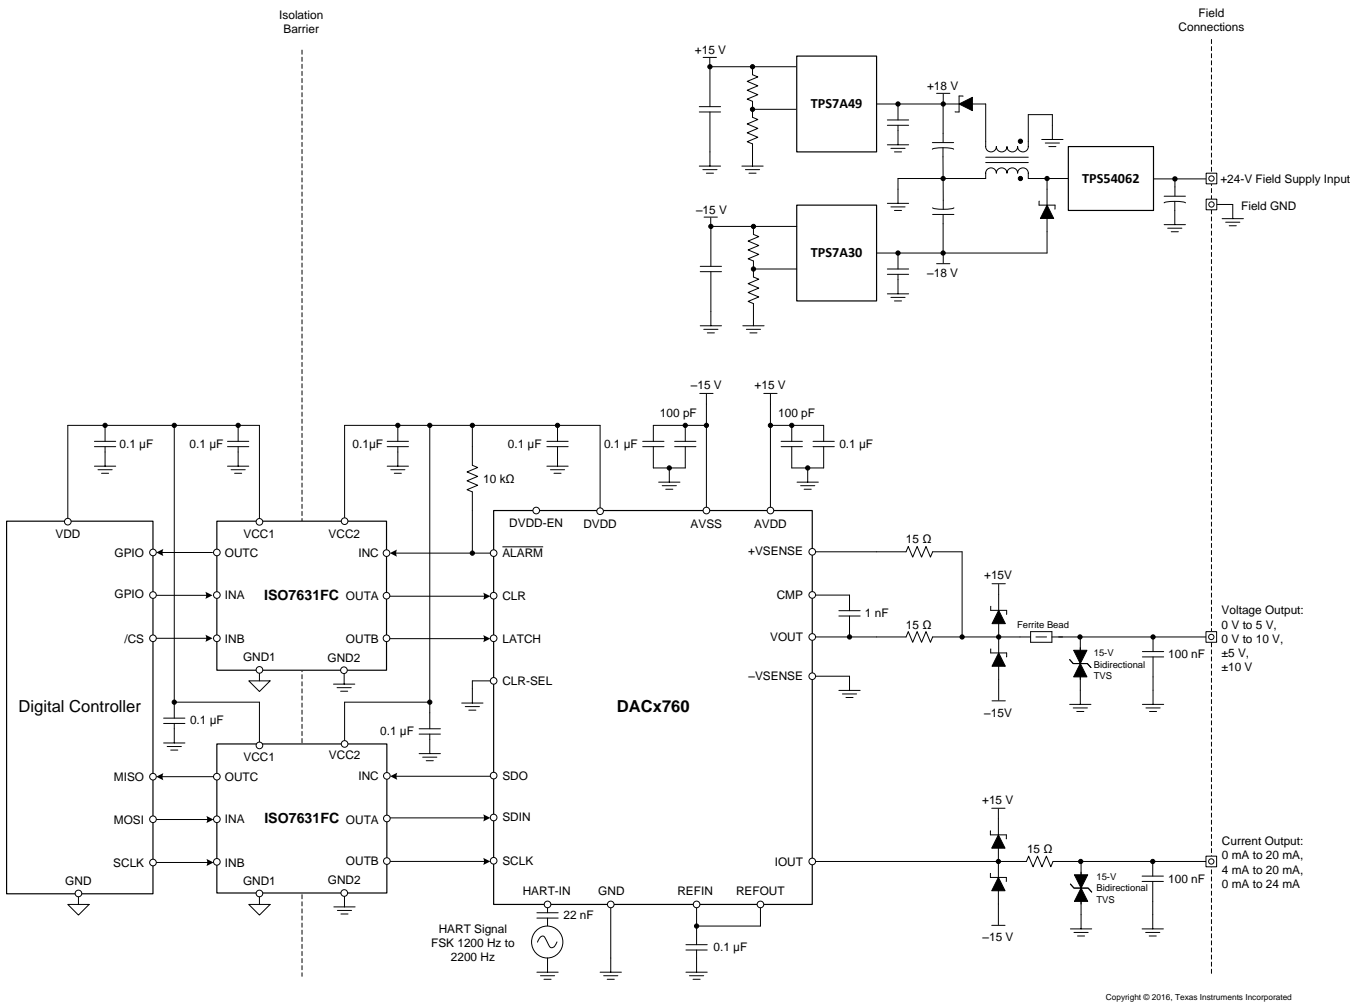 Isolation
Barrier
Field
Connections
+15 V
TPS7A49
+18 V
TPS54062
+24-V Field Supply Input
Field GND
–15 V
TPS7A30
–18 V
–15 V
+15 V
100 pF
100 pF
0.1 µF
0.1 µF
0.1µF
0.1 µF
0.1 µF
0.1 µF
10 kΩ
VDD
VCC1
VCC2
DVDD-EN
DVDD
AVSS
AVDD
GPIO
OUTC
INC
ALARM
+VSENSE
15 Ω
GPIO
INA
ISO7631FC
OUTA
CLR
CMP
1 nF
+15V
/CS
INB
OUTB
LATCH
VOUT
15 Ω
Ferrite Bead
Voltage Output:
0 V to 5 V,
0 V to 10 V,
±5 V,
±10 V
GND1
GND2
15-V
Bidirectional
TVS
100 nF
CLR-SEL
–VSENSE
–15V
Digital Controller
DACx760
0.1 µF
0.1 µF
VCC1
VCC2
MISO
OUTC
INC
SDO
+15 V
MOSI
INA
ISO7631FC
OUTA
SDIN
SCLK
INB
OUTB
SCLK
IOUT
15 Ω
Current Output:
0 mA to 20 mA,
4 mA to 20 mA,
0 mA to 24 mA
GND
GND1
GND2
HART-IN
GND
REFIN
REFOUT
15-V
Bidirectional
TVS
100 nF
22 nF
–15 V
HART Signal
FSK 1200 Hz to
2200 Hz
0.1 µF
Copyright © 2016, Texas Instruments Incorporated